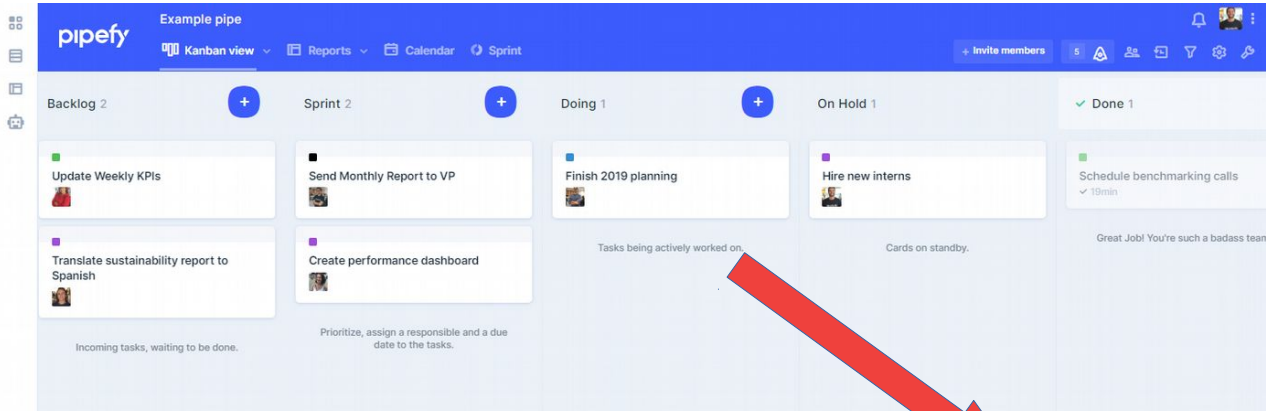 Example pipe
pipefy
Kanban view
Reports
Calendar
Sprint
+ Invite members
5
Backlog 2
+
Sprint 2
+
Doing 1
+
On Hold 1
Done 1
Update Weekly KPIs
Send Monthly Report to VP
Finish 2019 planning
Hire new interns
Schedule benchmarking calls
19min
Translate sustainability report to
Spanish
Create performance dashboard
Tasks being actively worked on.
Cards on standby.
Great Job! You're such a badass team
Incoming tasks, waiting to be done.
Prioritize, assign a responsible and a due
date to the tasks.